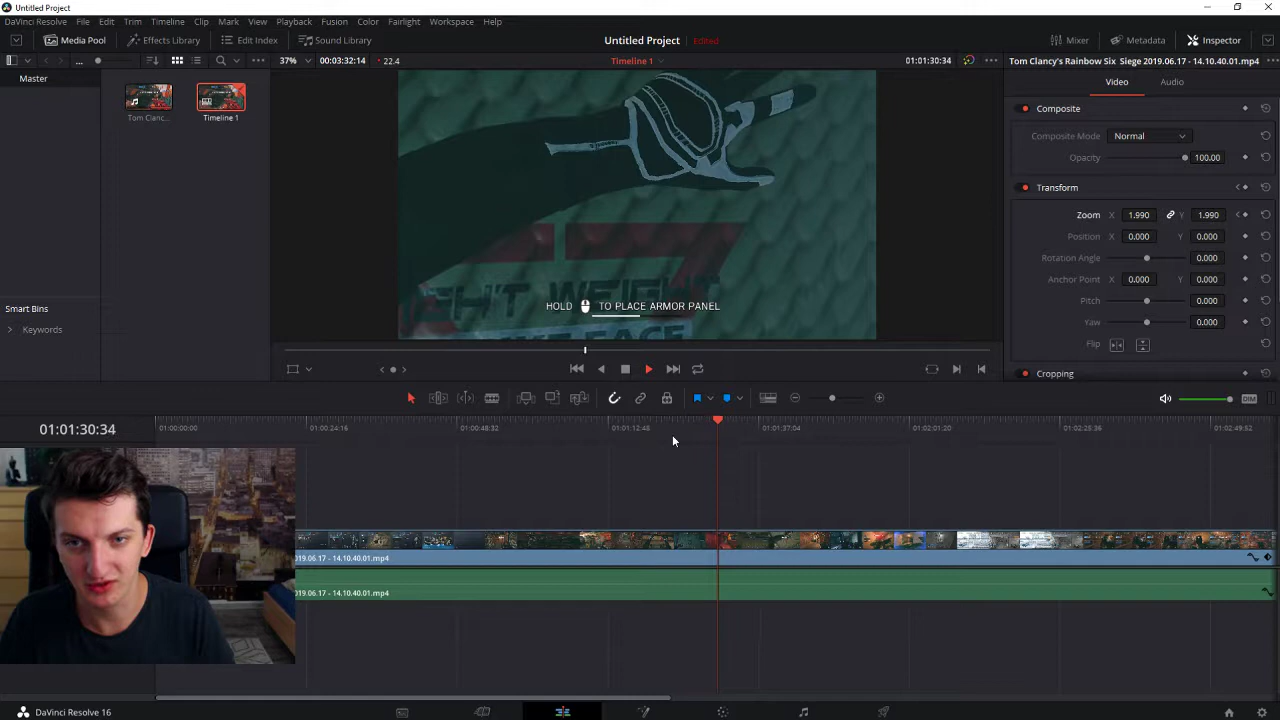 Untitled Project
DaVinci Resolve File Edit Trim Timeline Clip Mark View Playback Fusion Color Fairlight Workspace Help
Media Pool Effects Library Edit Index Sound Library Untitled Project Edited Mixer Metadata Inspector
... 37% 00:03:32:14 22.4 Timeline 1 01:01:30:34 Tom Clancy's Rainbow Six Siege 2019.06.17 - 14.10.40.01.mp4
Master
Tom Clanc...
Timeline 1
Smart Bins
Keywords
HOLD TO PLACE ARMOR PANEL
Video Audio
Composite
Composite Mode Normal
Opacity 100.00
Transform
Zoom X 1.990 Y 1.990
Position X 0.000 Y 0.000
Rotation Angle 0.000
Anchor Point X 0.000 Y 0.000
Pitch 0.000
Yaw 0.000
Flip
Cropping
DIM
01:01:30:34
01:00:00:00 01:00:24:16 01:00:48:32 01:01:12:48 01:01:37:04 01:02:01:20 01:02:25:36 01:02:49:52
019.06.17 - 14.10.40.01.mp4
019.06.17 - 14.10.40.01.mp4
DaVinci Resolve 16